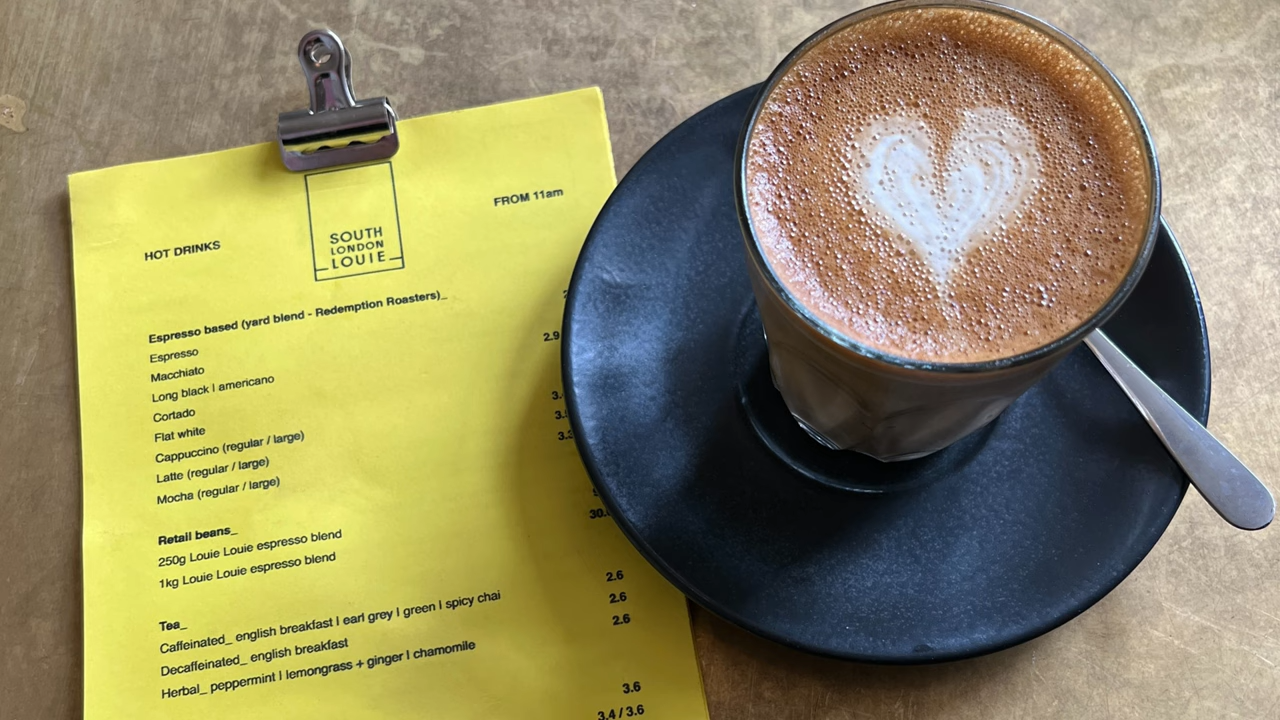 HOT DRINKS
SOUTH
LONDON
LOUIE
FROM 11am
Espresso based (yard blend - Redemption Roasters)_
Espresso
Macchiato 2.9
Long black | americano
Cortado
Flat white
Cappuccino (regular / large)
Latte (regular / large)
Mocha (regular / large)
Retail beans_
250g Louie Louie espresso blend
1kg Louie Louie espresso blend
Tea_
Caffeinated_ english breakfast | earl grey | green | spicy chai 2.6
Decaffeinated_ english breakfast 2.6
Herbal_ peppermint | lemongrass + ginger | chamomile 2.6
3.6
3.4 / 3.6